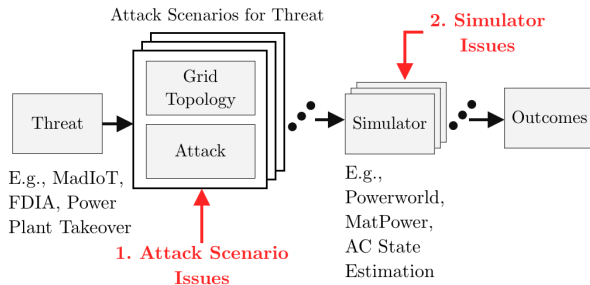 Attack Scenarios for Threat
2. Simulator
Issues
Grid
Topology
Threat
Attack
Simulator
Outcomes
E.g., MadIoT,
FDIA, Power
Plant Takeover
E.g.,
Powerworld,
MatPower,
AC State
Estimation
1. Attack Scenario
Issues